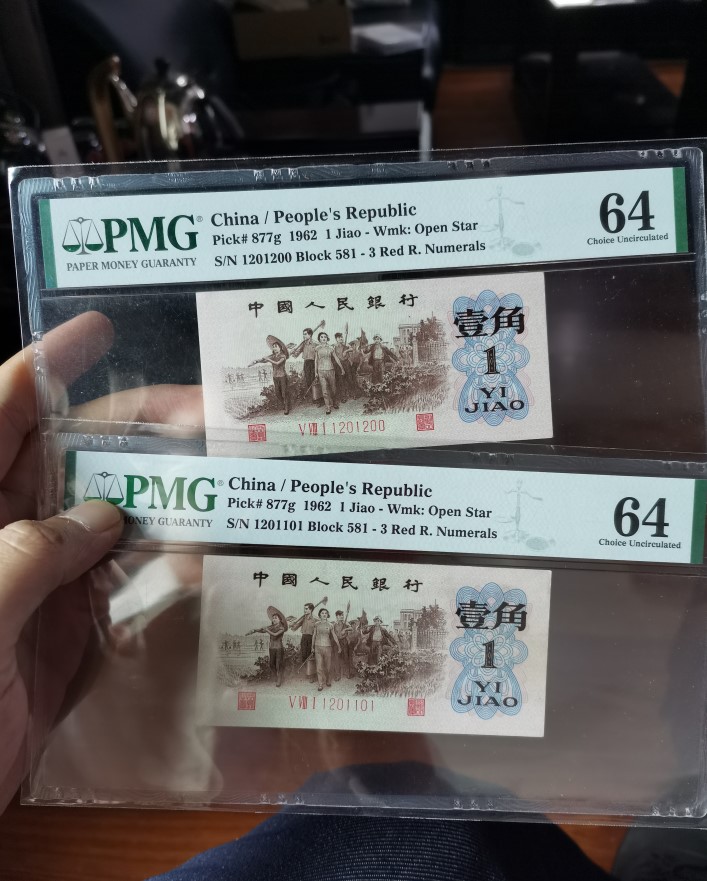 PMG®
PAPER MONEY GUARANTY
China / People's Republic
Pick# 877g 1962 1 Jiao - Wmk: Open Star
S/N 1201200 Block 581 - 3 Red R. Numerals
64
Choice Uncirculated
中國人民銀行
壹角
1
YI
JIAO
V Ⅷ I 1201200
PMG®
MONEY GUARANTY
China / People's Republic
Pick# 877g 1962 1 Jiao - Wmk: Open Star
S/N 1201101 Block 581 - 3 Red R. Numerals
64
Choice Uncirculated
中國人民銀行
壹角
1
YI
JIAO
V Ⅷ I 1201101